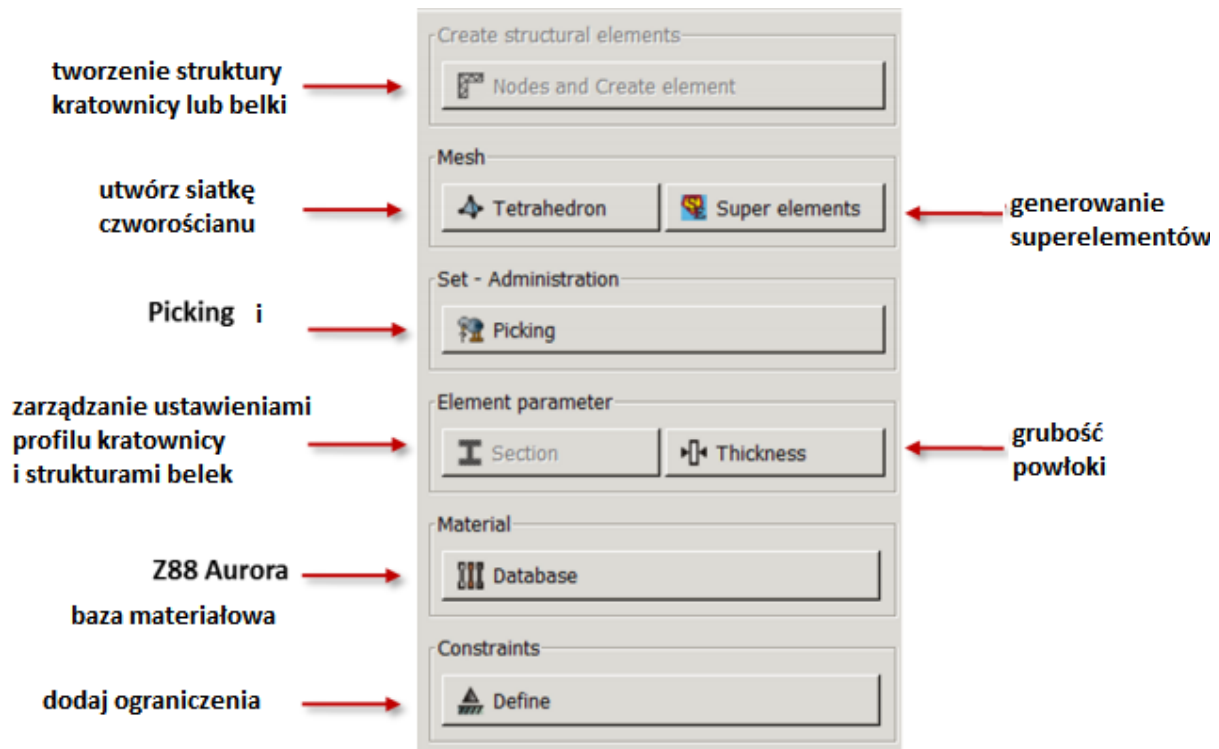 Create structural elements
tworzenie struktury
kratownicy lub belki
Nodes and Create element
Mesh
utwórz siatkę
czworościanu
Tetrahedron
Super elements
generowanie
superelementów
Set - Administration
Picking i
Picking
zarządzanie ustawieniami
profilu kratownicy
i strukturami belek
Element parameter
Section
Thickness
grubość
powłoki
Material
Z88 Aurora
baza materiałowa
Database
Constraints
dodaj ograniczenia
Define